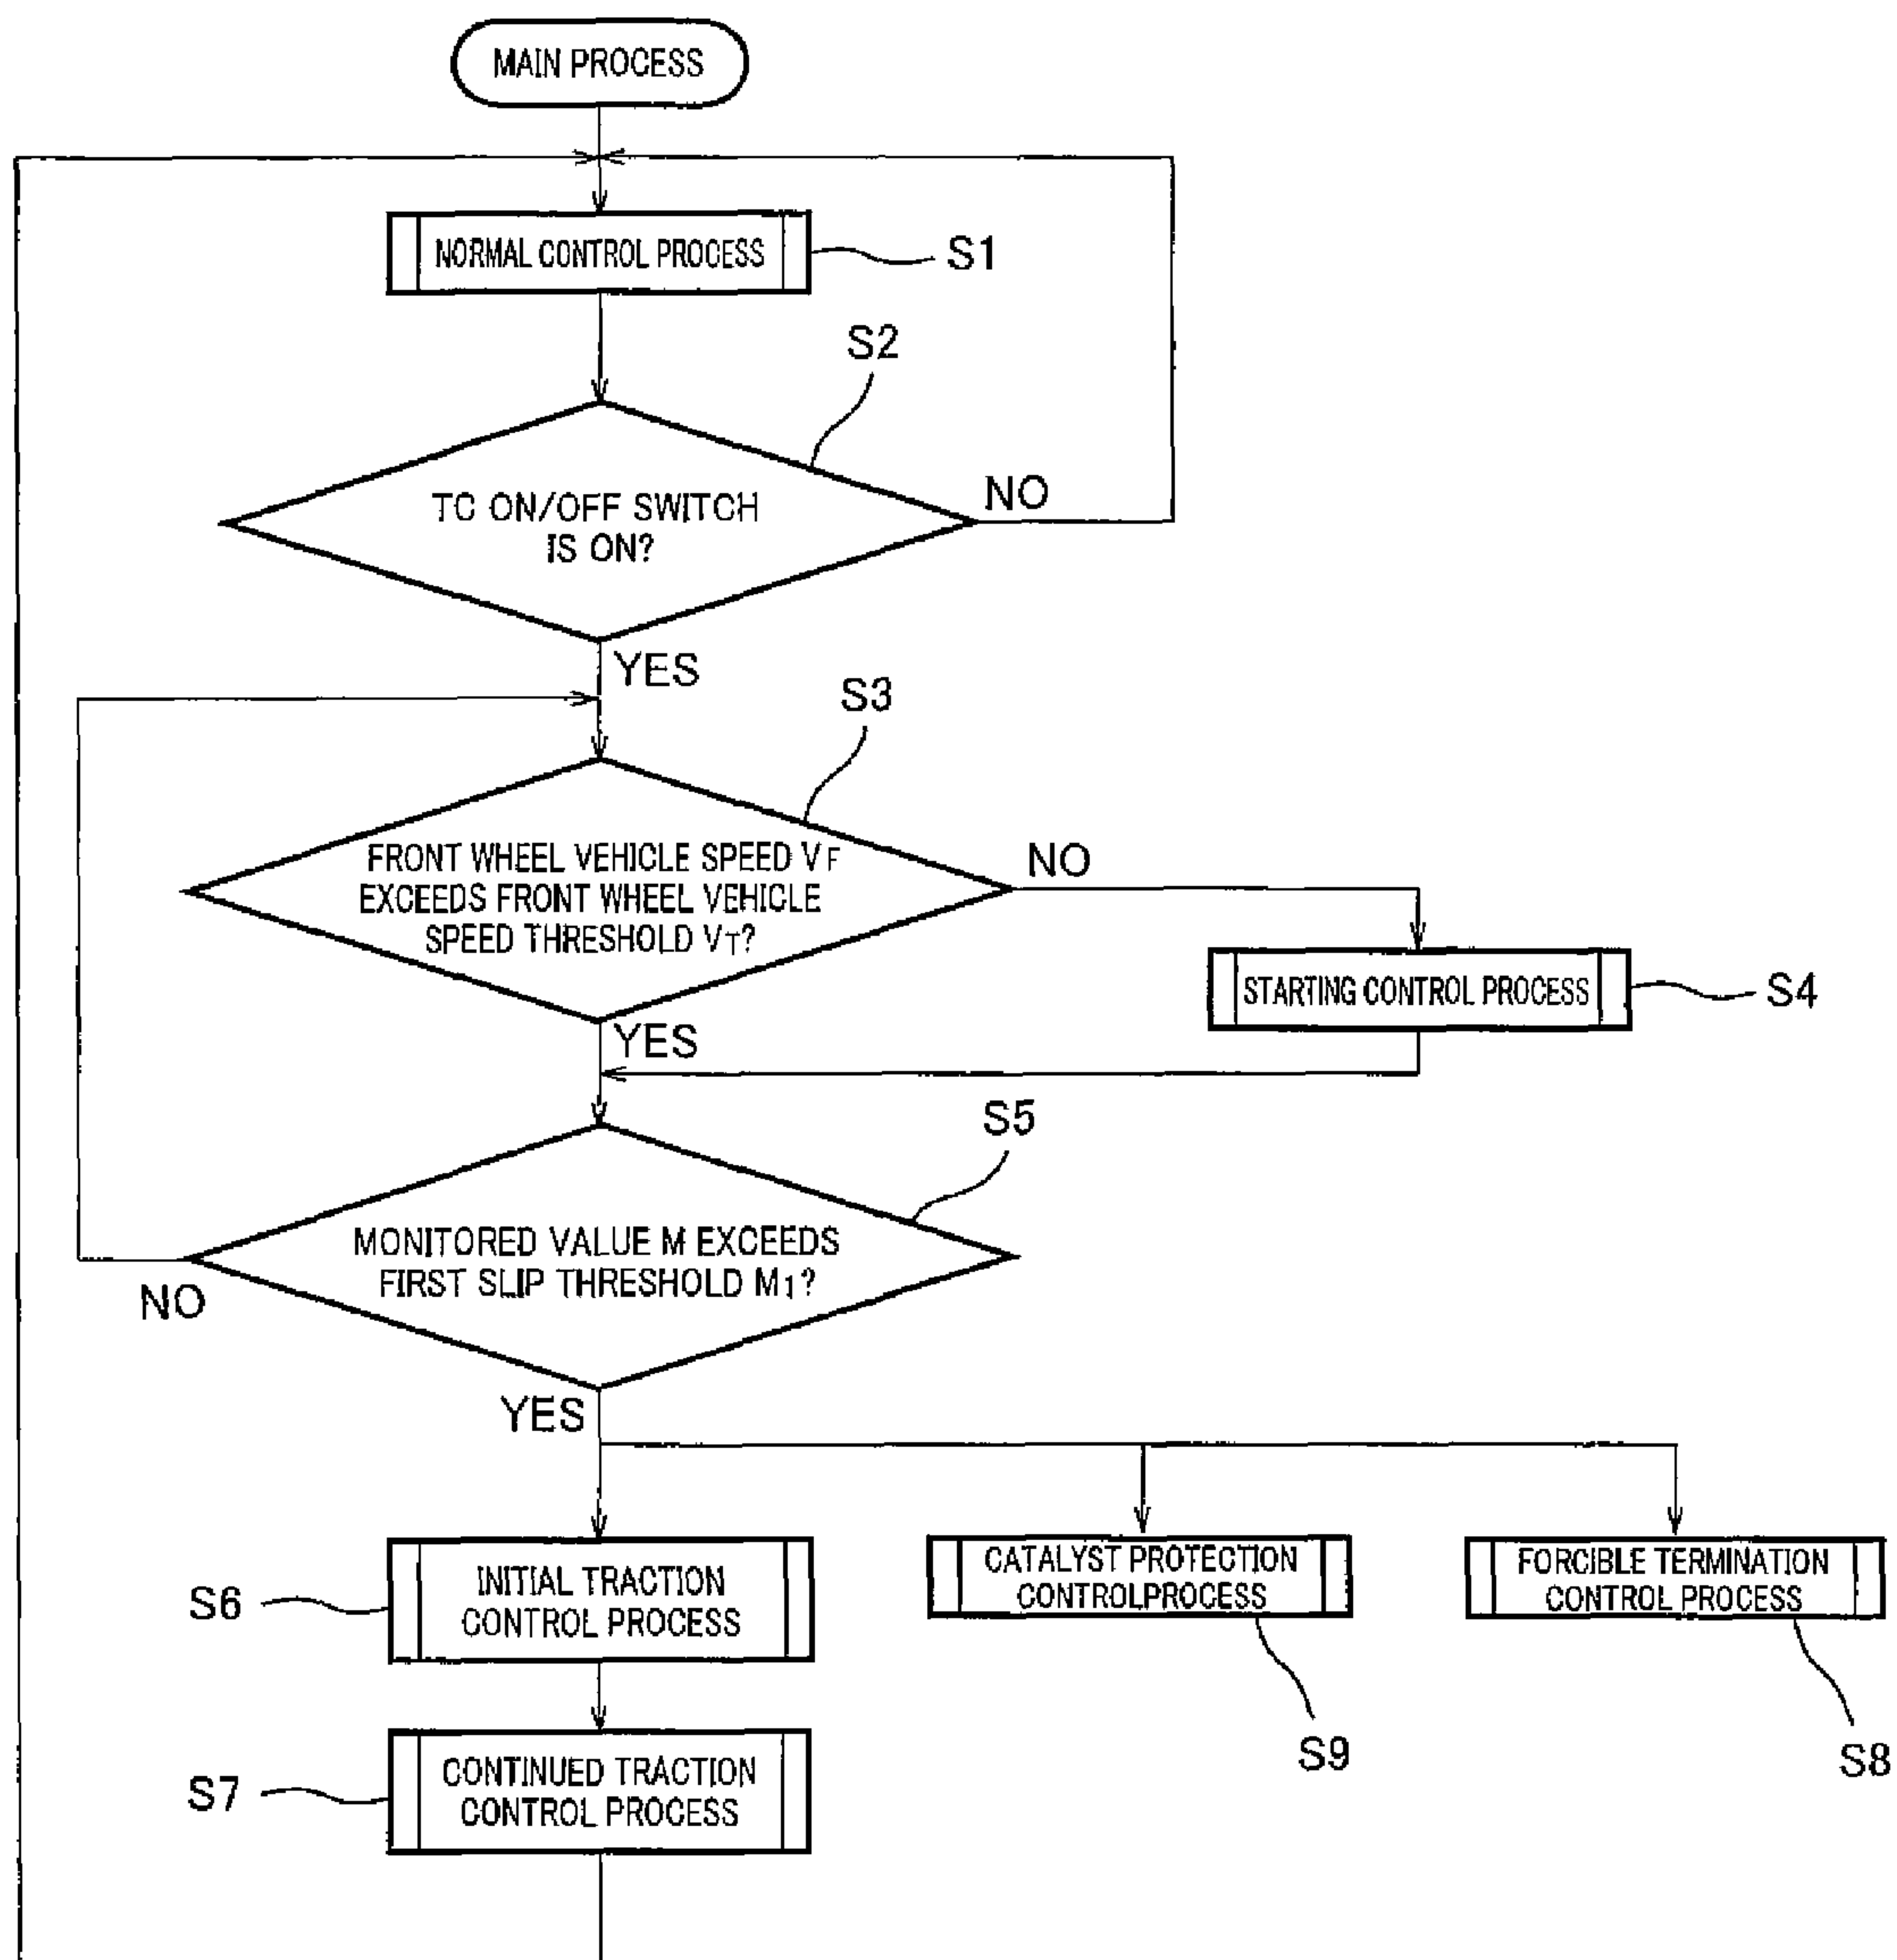 MAIN PROCESS
NORMAL CONTROL PROCESS
S1
S2
TC ON/OFF SWITCH
IS ON?
NO
YES
S3
FRONT WHEEL VEHICLE SPEED VF
EXCEEDS FRONT WHEEL VEHICLE
SPEED THRESHOLD VT?
NO
STARTING CONTROL PROCESS
S4
YES
S5
MONITORED VALUE M EXCEEDS
FIRST SLIP THRESHOLD M1?
NO
YES
S6
INITIAL TRACTION
CONTROL PROCESS
CATALYST PROTECTION
CONTROLPROCESS
FORCIBLE TERMINATION
CONTROL PROCESS
S9
S8
S7
CONTINUED TRACTION
CONTROL PROCESS